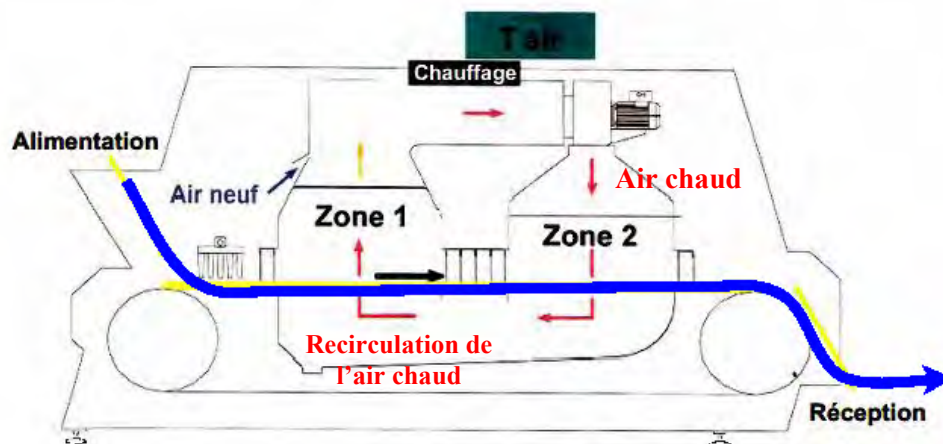 T air
Chauffage
Alimentation
Air neuf
Air chaud
Zone 1
Zone 2
Recirculation de
l'air chaud
Réception